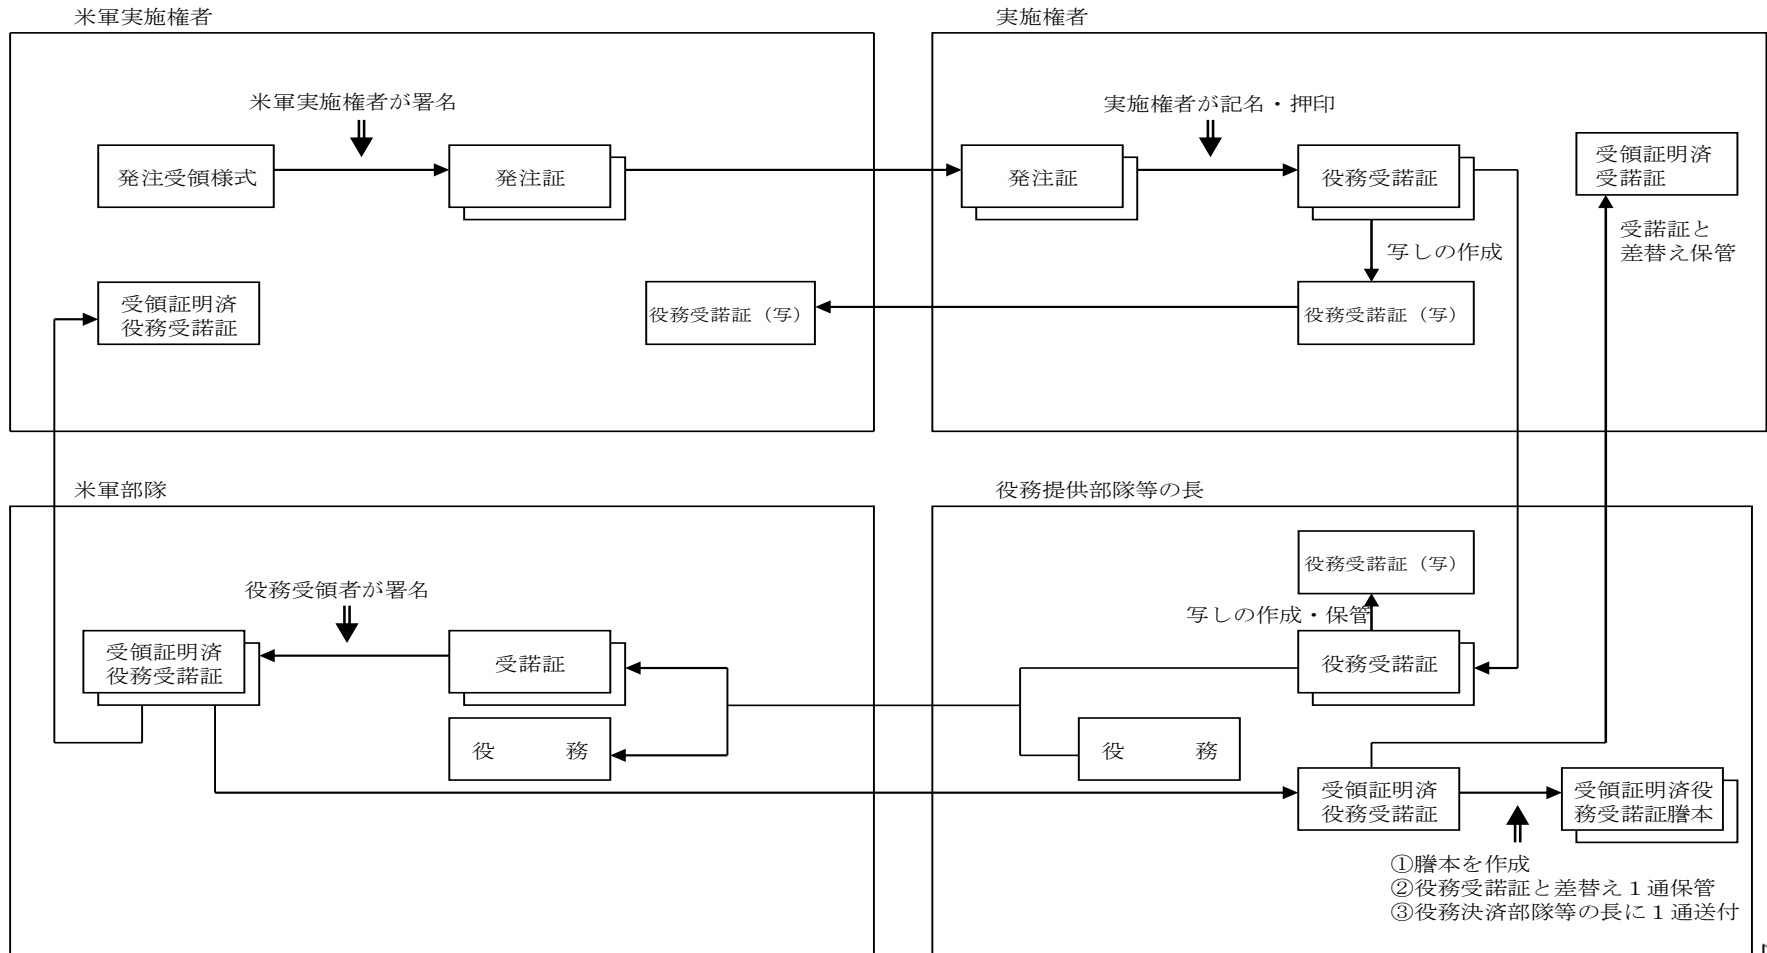 米軍実施権者
実施権者
米軍実施権者が署名
実施権者が記名・押印
発注受領様式
発注証
発注証
役務受諾証
受領証明済
受諾証
受諾証と
差替え保管
写しの作成
受領証明済
役務受諾証
役務受諾証（写）
役務受諾証（写）
米軍部隊
役務提供部隊等の長
役務受諾証（写）
役務受領者が署名
写しの作成・保管
受領証明済
役務受諾証
受諾証
役務受諾証
役　　　務
役　　　務
受領証明済
役務受諾証
受領証明済役
務受諾証謄本
①謄本を作成
②役務受諾証と差替え１通保管
③役務決済部隊等の長に１通送付